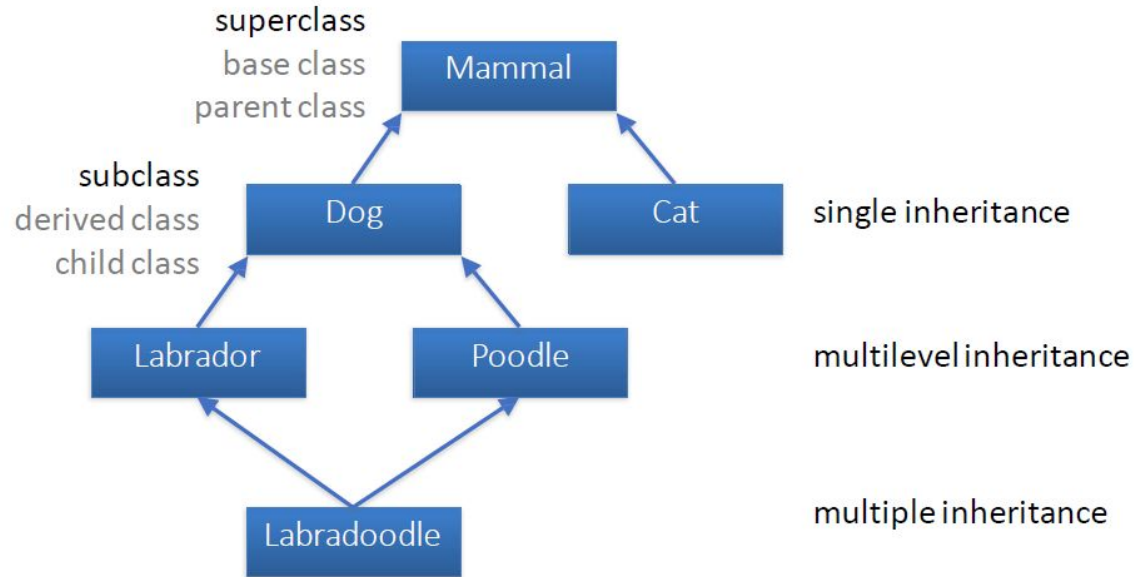 superclass
base class
parent class
Mammal
subclass
derived class
child class
Dog
Cat
single inheritance
Labrador
Poodle
multilevel inheritance
Labradoodle
multiple inheritance